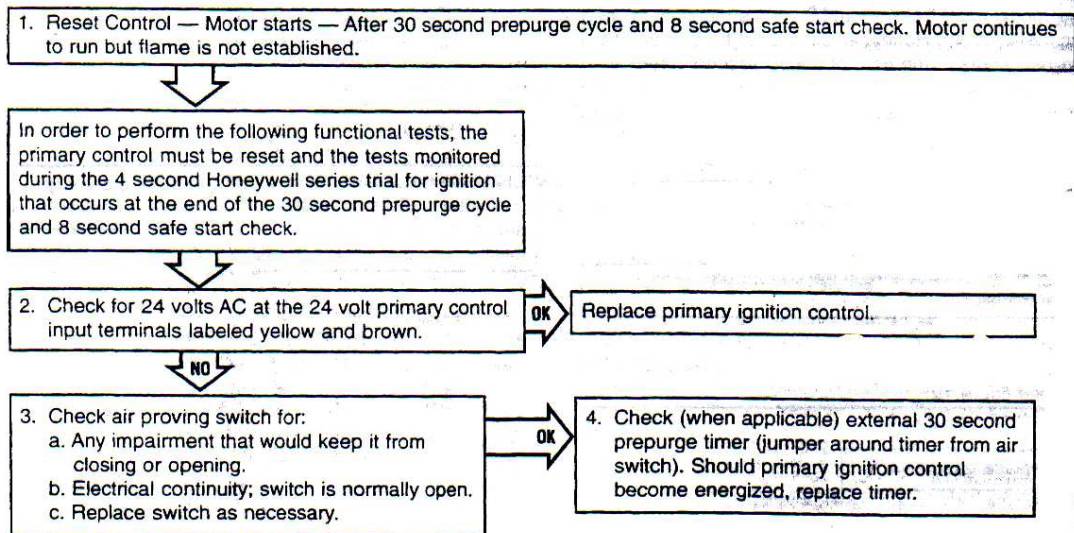 1. Reset Control — Motor starts — After 30 second prepurge cycle and 8 second safe start check. Motor continues
to run but flame is not established.
In order to perform the following functional tests, the
primary control must be reset and the tests monitored
during the 4 second Honeywell series trial for ignition
that occurs at the end of the 30 second prepurge cycle
and 8 second safe start check.
2. Check for 24 volts AC at the 24 volt primary control
input terminals labeled yellow and brown.
OK
Replace primary ignition control.
NO
3. Check air proving switch for:
a. Any impairment that would keep it from
closing or opening.
b. Electrical continuity; switch is normally open.
c. Replace switch as necessary.
OK
4. Check (when applicable) external 30 second
prepurge timer (jumper around timer from air
switch). Should primary ignition control
become energized, replace timer.